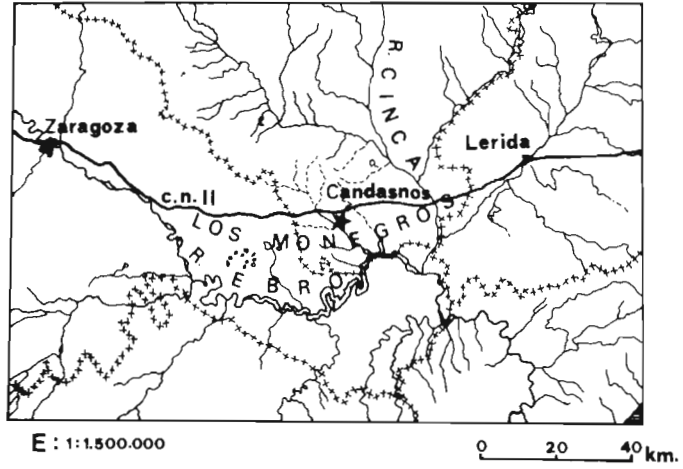 R. CINCA
Zaragoza
Lerida
c.n. II
Candasnos
LOS MONEGROS
R. EBRO
E : 1:1.500.000
0 20 40 km.